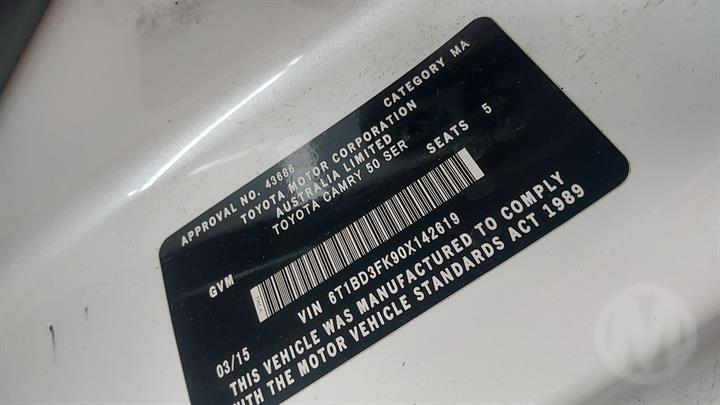 APPROVAL NO. 43686 CATEGORY MA
TOYOTA MOTOR CORPORATION
AUSTRALIA LIMITED
TOYOTA CAMRY 50 SER SEATS 5
GVM
VIN 6T1BD3FK90X142619
03/15
THIS VEHICLE WAS MANUFACTURED TO COMPLY
WITH THE MOTOR VEHICLE STANDARDS ACT 1989
M